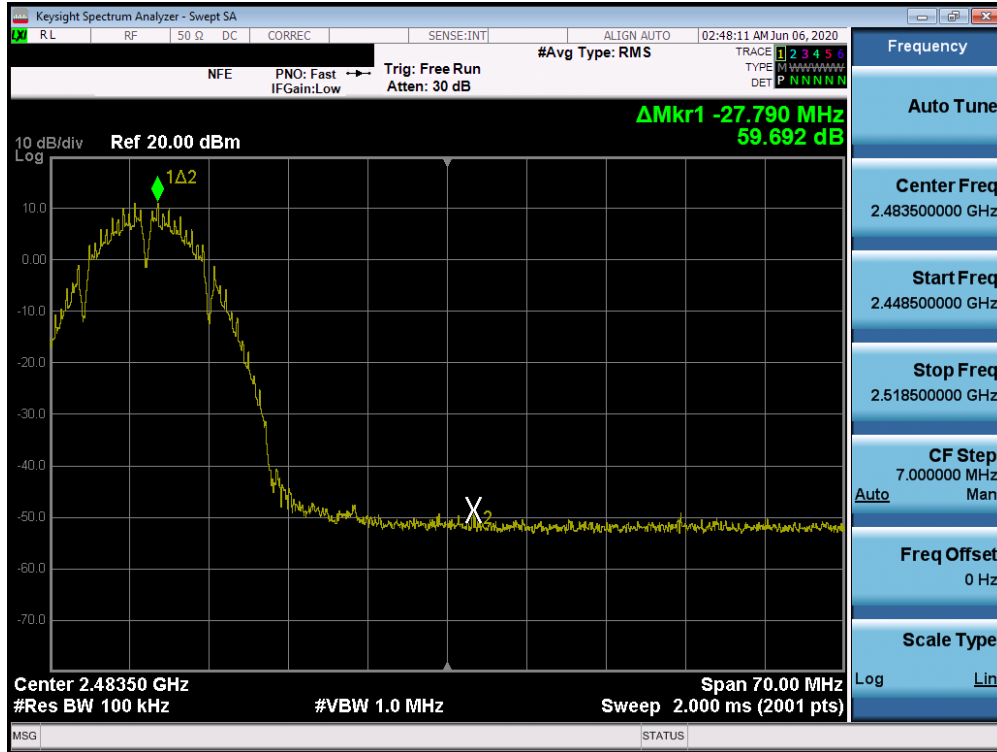 Keysight Spectrum Analyzer - Swept SA
LXI RL RF 50 Ω DC CORREC SENSE:INT ALIGN AUTO 02:48:11 AM Jun 06, 2020
NFE
PNO: Fast
IFGain:Low
Trig: Free Run
Atten: 30 dB
#Avg Type: RMS
TRACE 1 2 3 4 5 6
TYPE M WWWWW
DET P N N N N N
ΔMkr1 -27.790 MHz
59.692 dB
10 dB/div
Log
Ref 20.00 dBm
1Δ2
10.0
0.00
-10.0
-20.0
-30.0
-40.0
-50.0
-60.0
-70.0
X2
Center 2.48350 GHz
Span 70.00 MHz
#Res BW 100 kHz
#VBW 1.0 MHz
Sweep 2.000 ms (2001 pts)
MSG
STATUS
Frequency
Auto Tune
Center Freq
2.483500000 GHz
Start Freq
2.448500000 GHz
Stop Freq
2.518500000 GHz
CF Step
7.000000 MHz
Auto Man
Freq Offset
0 Hz
Scale Type
Log Lin